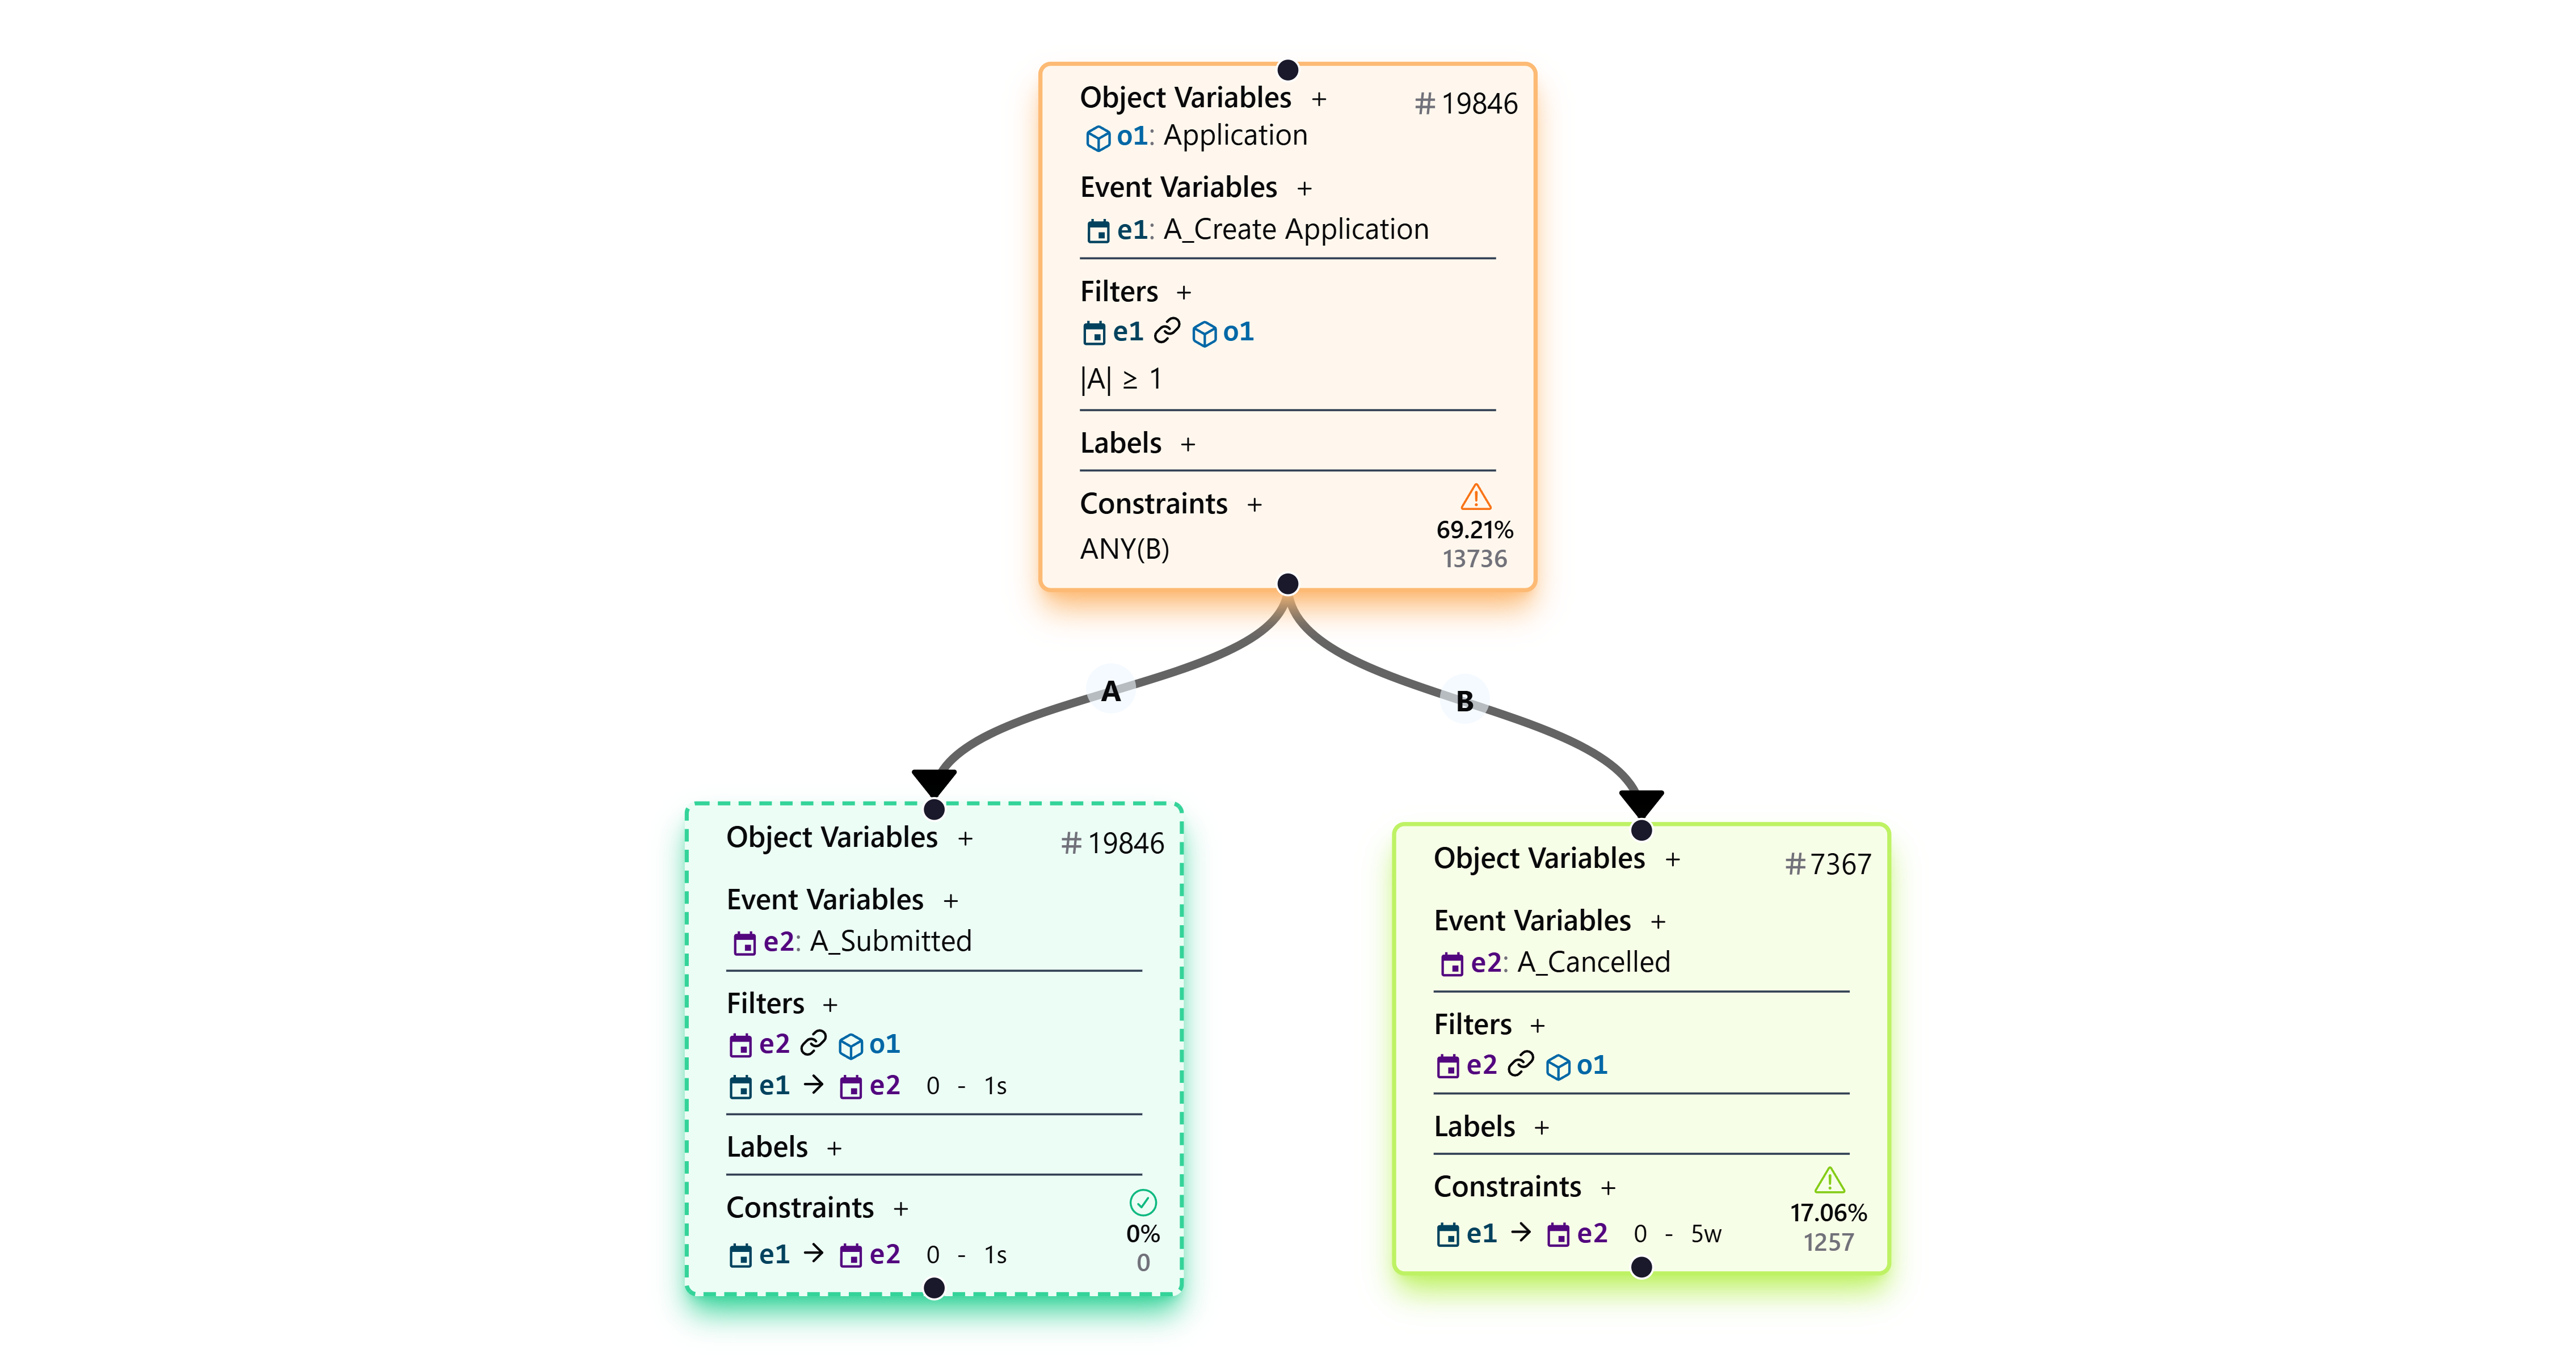 Object Variables + # 19846
o1: Application
Event Variables +
e1: A_Create Application
Filters +
e1 o1
|A| ≥ 1
Labels +
Constraints +
ANY(B)
69.21%
13736
A
B
Object Variables + # 19846
Event Variables +
e2: A_Submitted
Filters +
e2 o1
e1 → e2 0 - 1s
Labels +
Constraints +
e1 → e2 0 - 1s
0%
0
Object Variables + # 7367
Event Variables +
e2: A_Cancelled
Filters +
e2 o1
Labels +
Constraints +
e1 → e2 0 - 5w
17.06%
1257